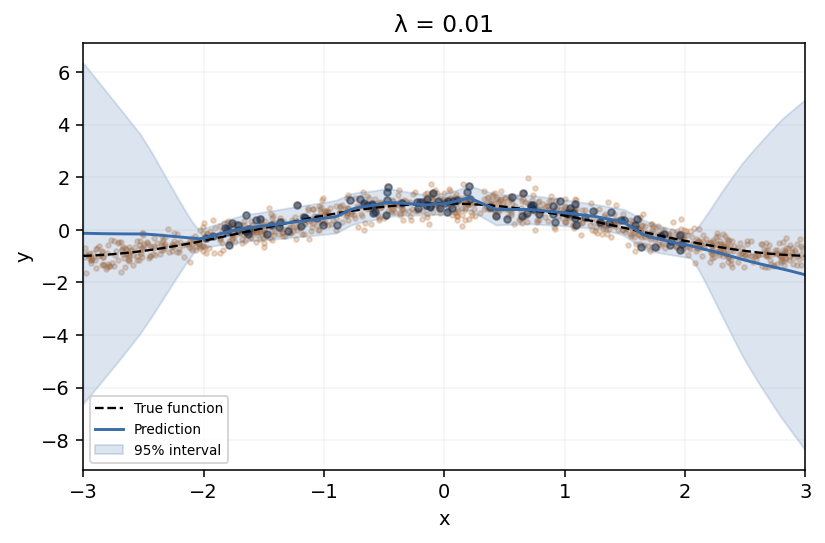 λ = 0.01
y
6
4
2
0
−2
−4
−6
−8
True function
Prediction
95% interval
−3 −2 −1 0 1 2 3
x